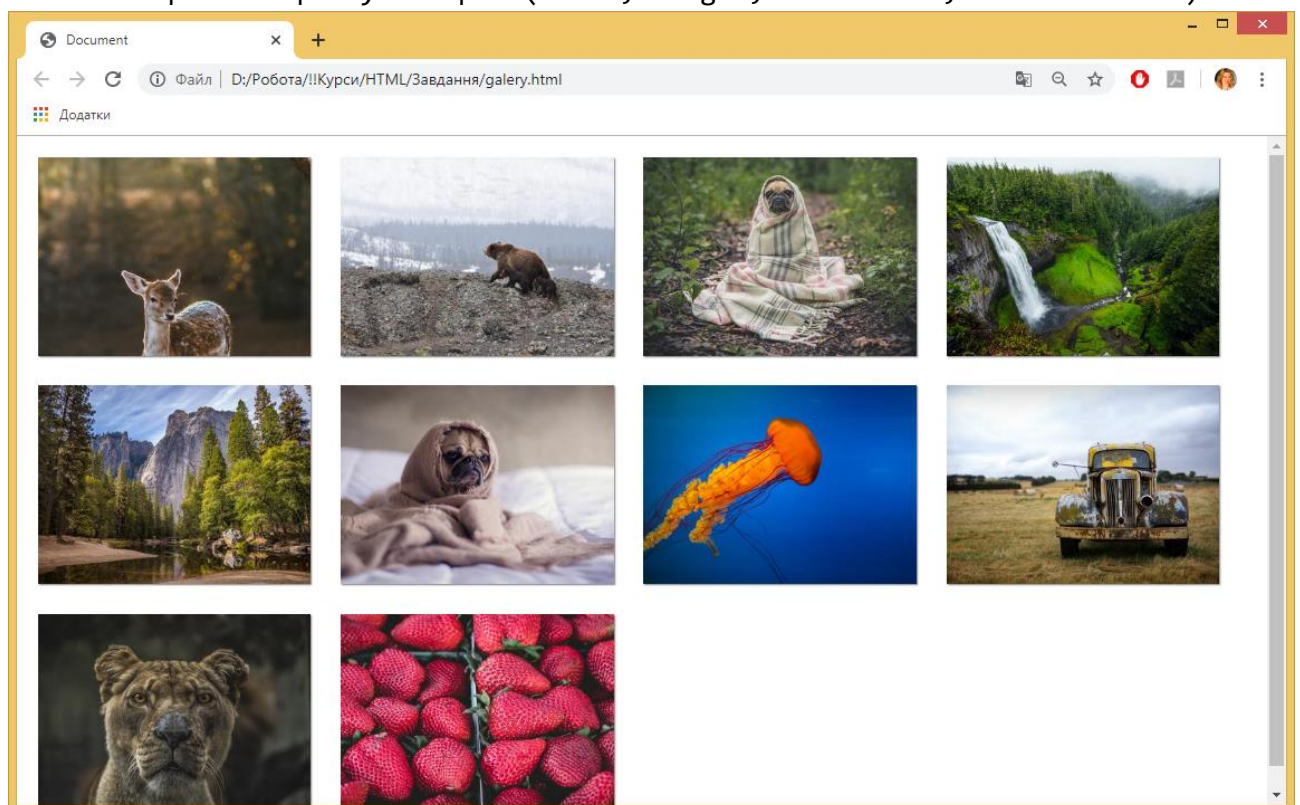 Document
Файл | D:/Робота/!!Курси/HTML/Завдання/galery.html
Додатки